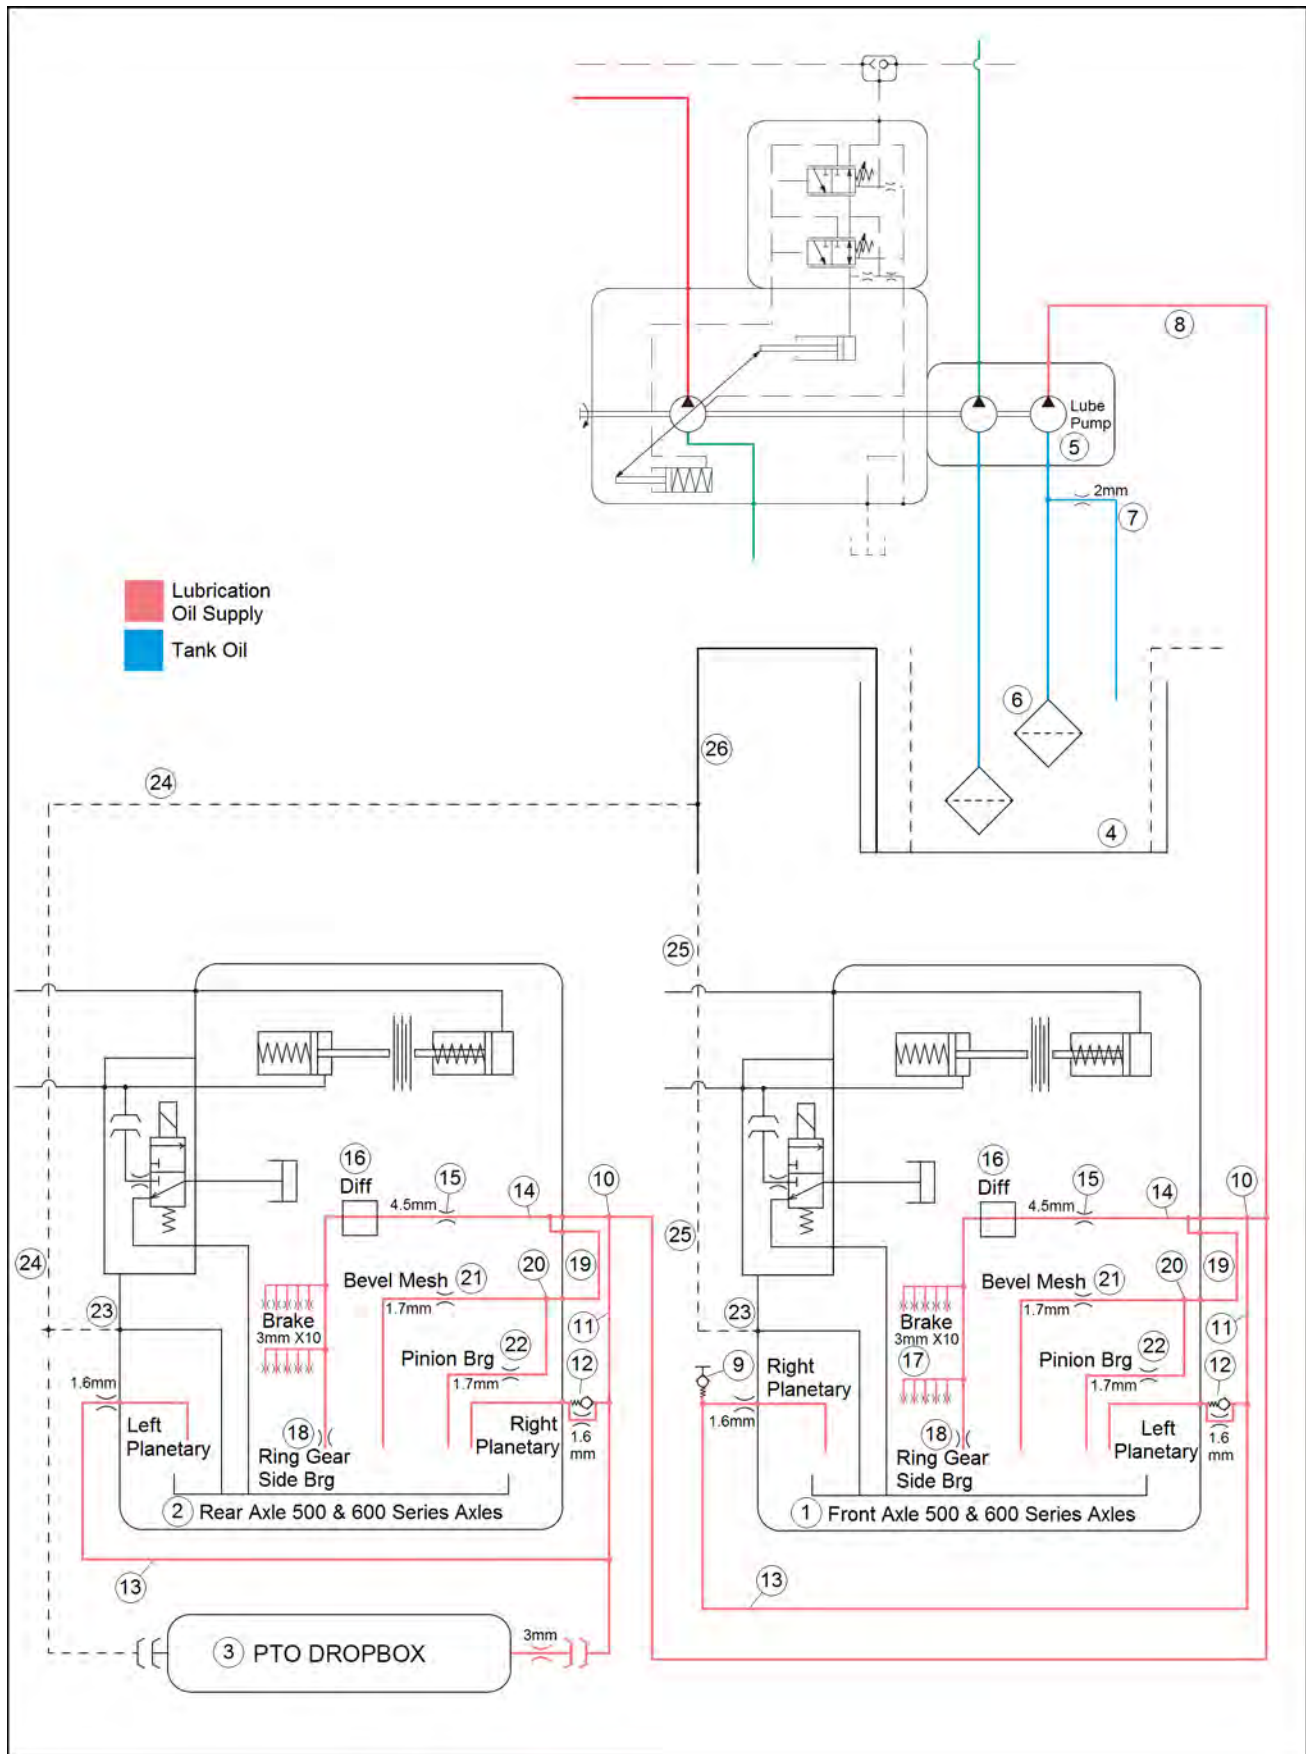 8
Lube
Pump
5
2mm
7
Lubrication
Oil Supply
Tank Oil
6
26
24
4
25
16
Diff
4.5mm
15
14
10
16
Diff
4.5mm
15
14
10
24
25
Bevel Mesh
21
1.7mm
20
19
Bevel Mesh
21
1.7mm
20
19
23
Brake
3mm X10
11
23
Brake
3mm X10
11
Pinion Brg
22
1.7mm
12
9
Right
Planetary
17
Pinion Brg
22
1.7mm
12
1.6mm
Left
Planetary
18
Ring Gear
Side Brg
Right
Planetary
1.6
mm
1.6mm
18
Ring Gear
Side Brg
Left
Planetary
1.6
mm
2 Rear Axle 500 & 600 Series Axles
1 Front Axle 500 & 600 Series Axles
13
13
3 PTO DROPBOX
3mm